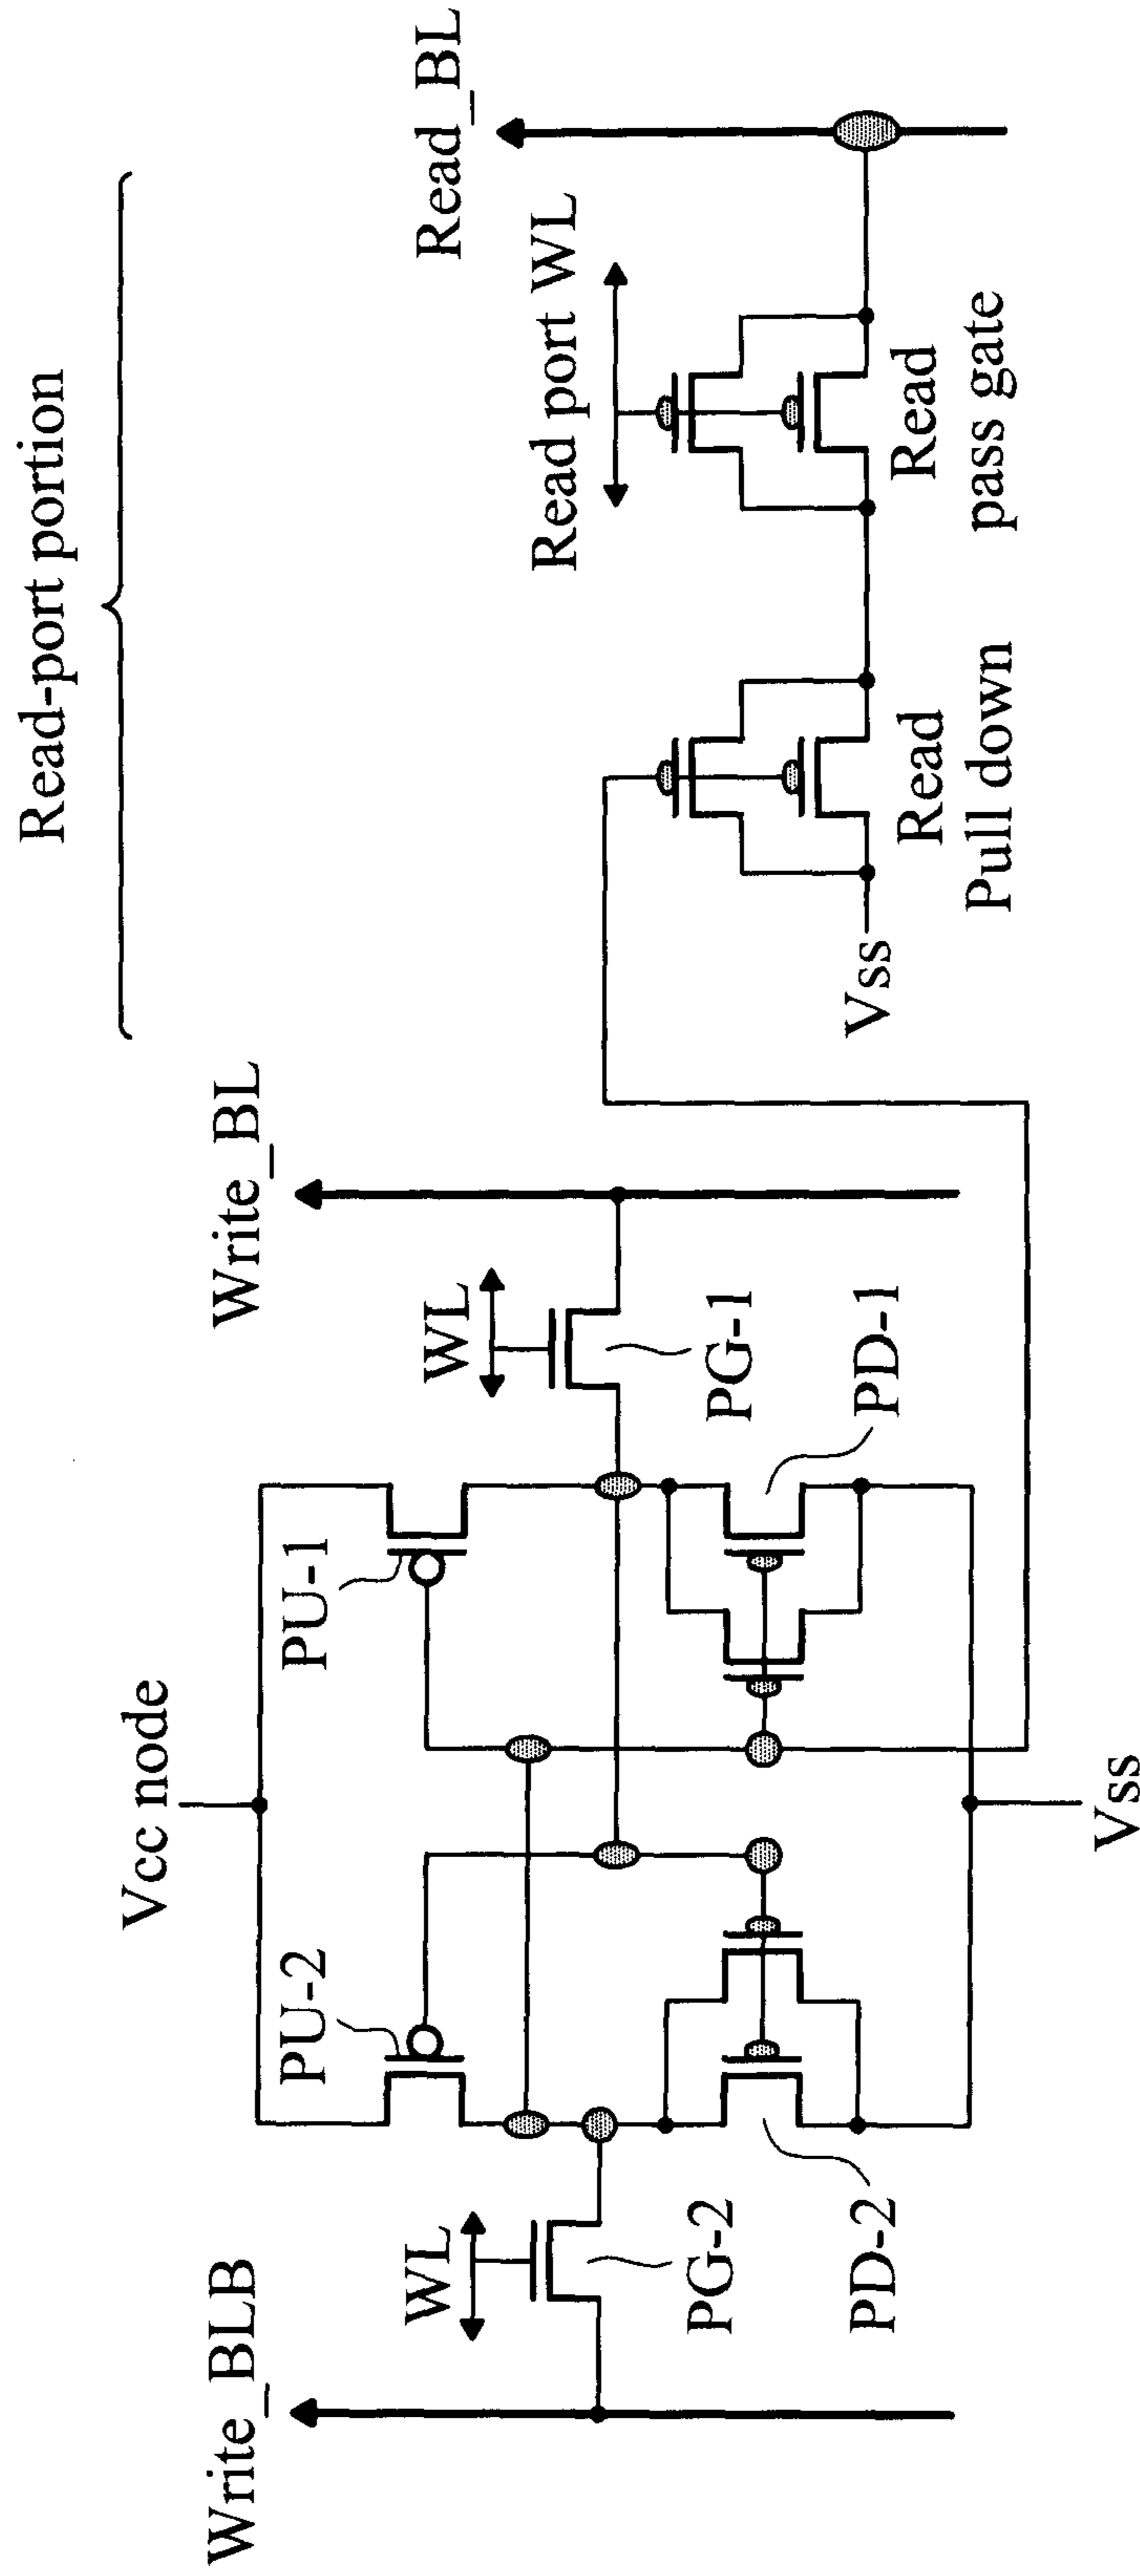 Read-port portion
Write_BLB
Vcc node
Write_BL
Read_BL
PU-2
PU-1
WL
WL
Read port WL
PG-2
PG-1
PD-2
PD-1
Vss
Vss
Read
Pull down
Read
pass gate